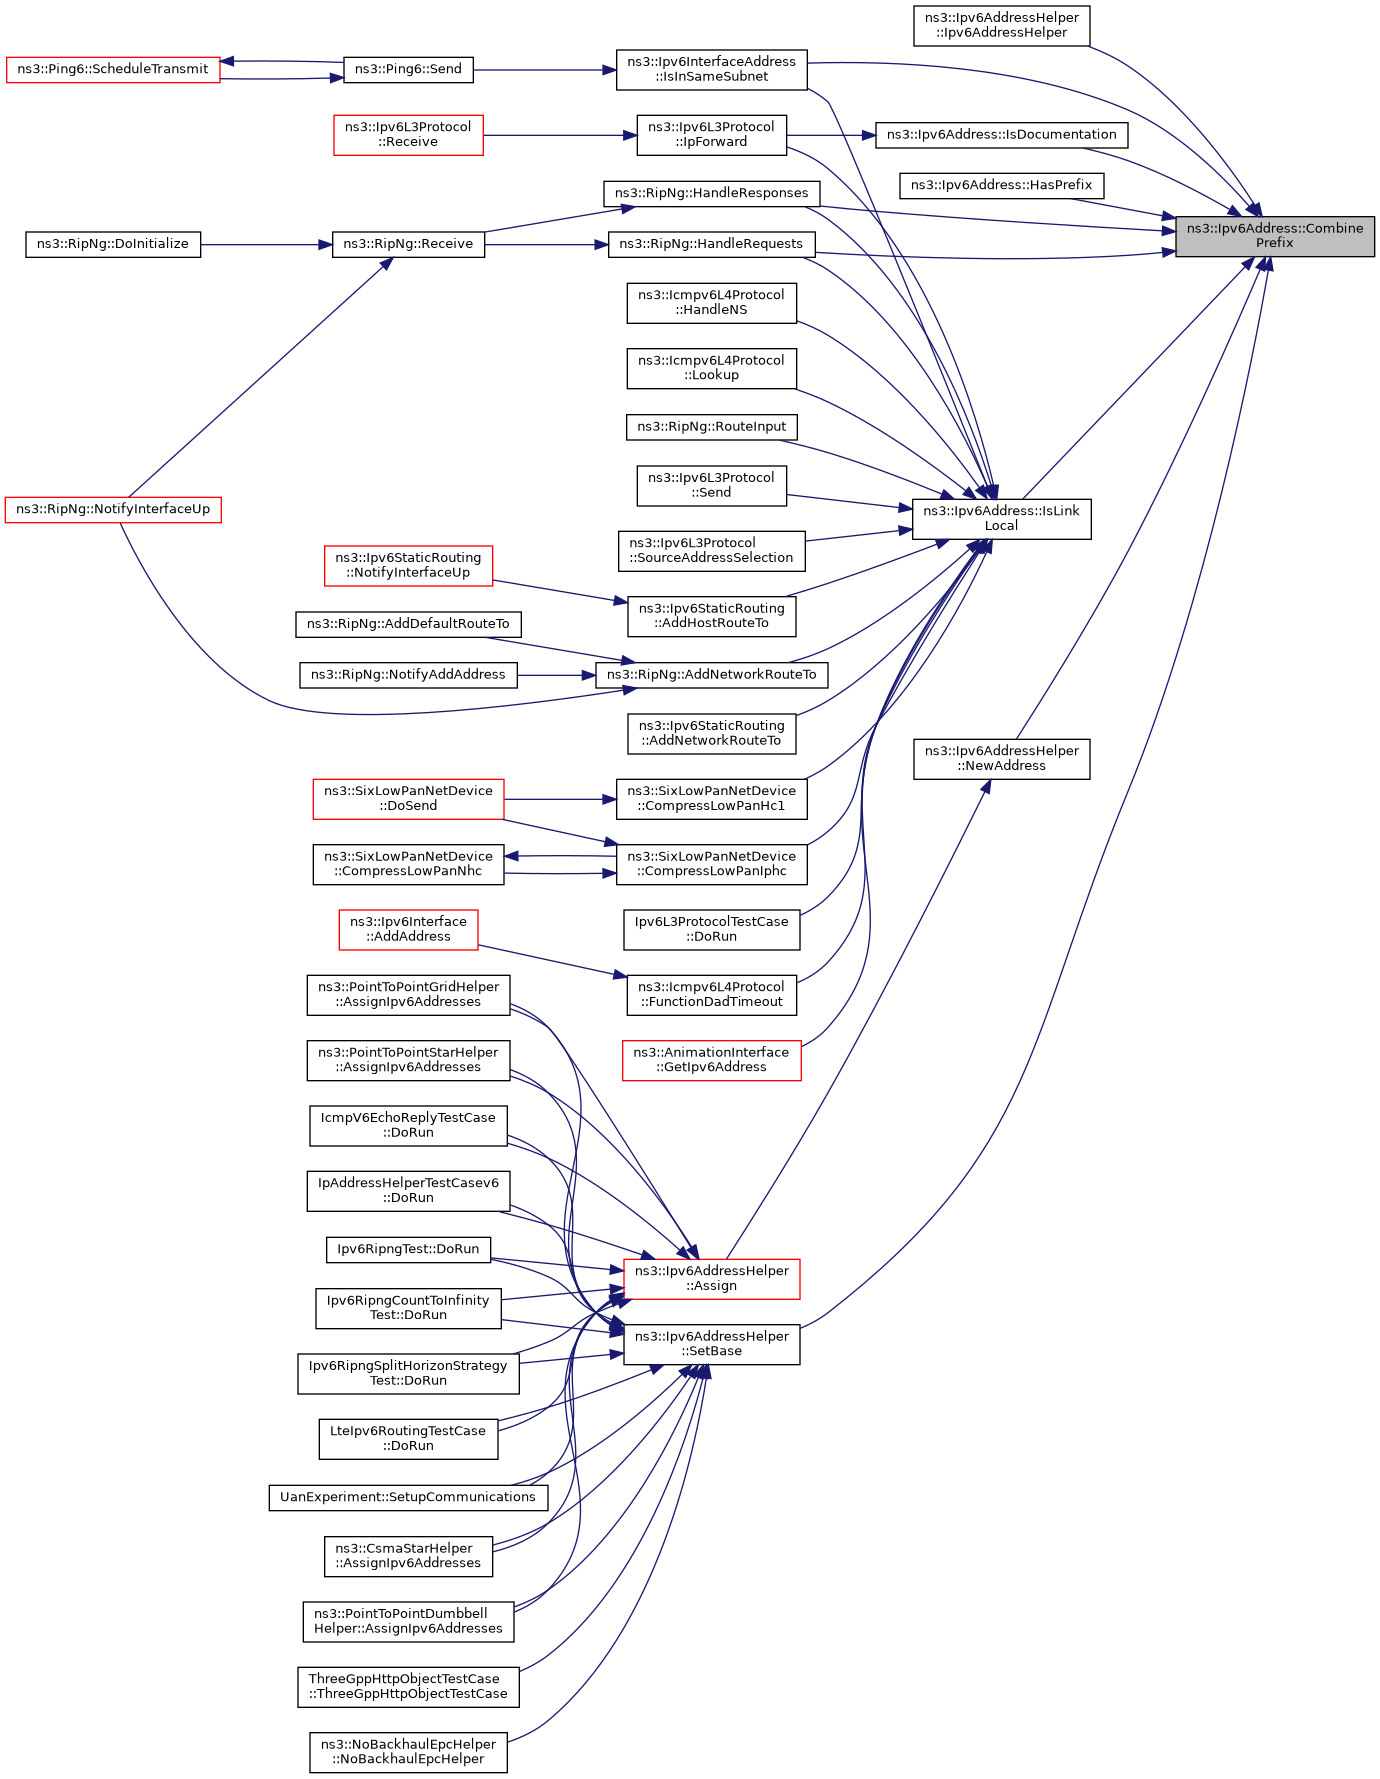 ns3::Ipv6AddressHelper
::Ipv6AddressHelper
ns3::Ping6::ScheduleTransmit
ns3::Ping6::Send
ns3::Ipv6InterfaceAddress
::IsInSameSubnet
ns3::Ipv6L3Protocol
::Receive
ns3::Ipv6L3Protocol
::IpForward
ns3::Ipv6Address::IsDocumentation
ns3::Ipv6Address::HasPrefix
ns3::RipNg::HandleResponses
ns3::Ipv6Address::Combine
Prefix
ns3::RipNg::DoInitialize
ns3::RipNg::Receive
ns3::RipNg::HandleRequests
ns3::Icmpv6L4Protocol
::HandleNS
ns3::Icmpv6L4Protocol
::Lookup
ns3::RipNg::RouteInput
ns3::Ipv6L3Protocol
::Send
ns3::RipNg::NotifyInterfaceUp
ns3::Ipv6Address::IsLink
Local
ns3::Ipv6L3Protocol
::SourceAddressSelection
ns3::Ipv6StaticRouting
::NotifyInterfaceUp
ns3::Ipv6StaticRouting
::AddHostRouteTo
ns3::RipNg::AddDefaultRouteTo
ns3::RipNg::NotifyAddAddress
ns3::RipNg::AddNetworkRouteTo
ns3::Ipv6StaticRouting
::AddNetworkRouteTo
ns3::Ipv6AddressHelper
::NewAddress
ns3::SixLowPanNetDevice
::DoSend
ns3::SixLowPanNetDevice
::CompressLowPanHc1
ns3::SixLowPanNetDevice
::CompressLowPanNhc
ns3::SixLowPanNetDevice
::CompressLowPanIphc
ns3::Ipv6Interface
::AddAddress
Ipv6L3ProtocolTestCase
::DoRun
ns3::PointToPointGridHelper
::AssignIpv6Addresses
ns3::Icmpv6L4Protocol
::FunctionDadTimeout
ns3::PointToPointStarHelper
::AssignIpv6Addresses
ns3::AnimationInterface
::GetIpv6Address
IcmpV6EchoReplyTestCase
::DoRun
IpAddressHelperTestCasev6
::DoRun
Ipv6RipngTest::DoRun
ns3::Ipv6AddressHelper
::Assign
Ipv6RipngCountToInfinity
Test::DoRun
ns3::Ipv6AddressHelper
::SetBase
Ipv6RipngSplitHorizonStrategy
Test::DoRun
LteIpv6RoutingTestCase
::DoRun
UanExperiment::SetupCommunications
ns3::CsmaStarHelper
::AssignIpv6Addresses
ns3::PointToPointDumbbell
Helper::AssignIpv6Addresses
ThreeGppHttpObjectTestCase
::ThreeGppHttpObjectTestCase
ns3::NoBackhaulEpcHelper
::NoBackhaulEpcHelper